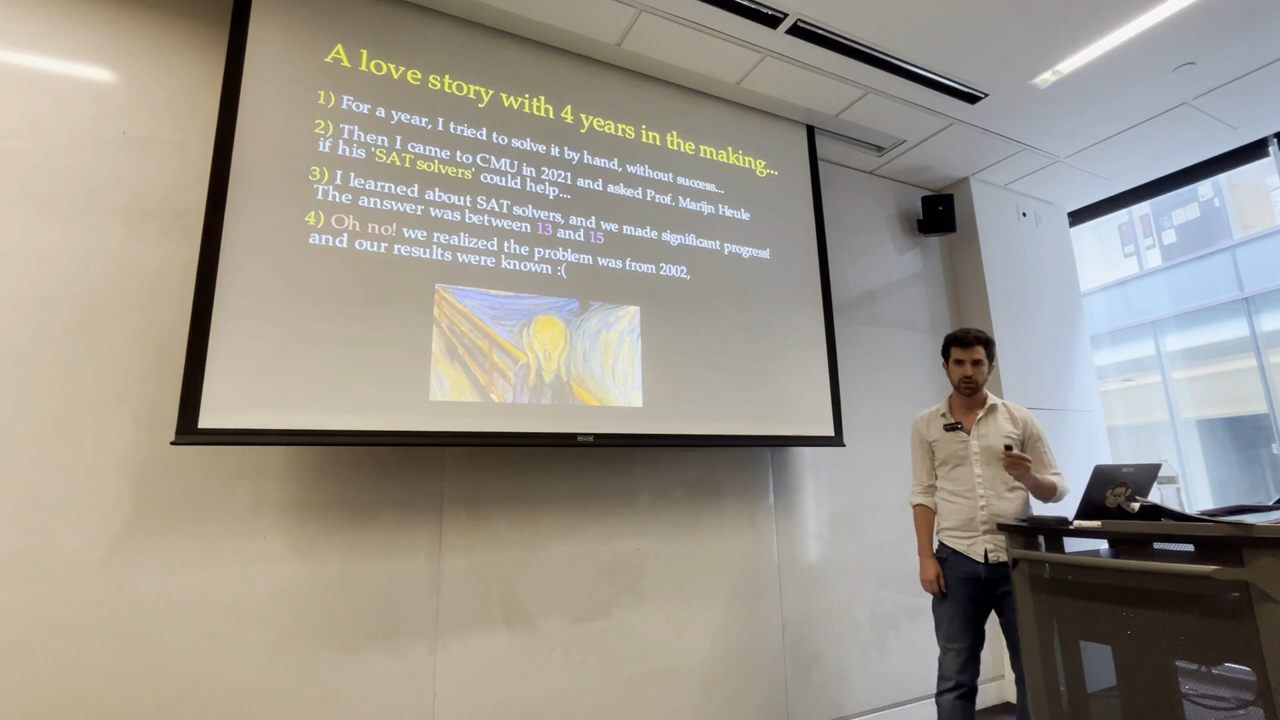 A love story with 4 years in the making...
1) For a year, I tried to solve it by hand, without success...
2) Then I came to CMU in 2021 and asked Prof. Marijn Heule
if his 'SAT solvers' could help...
3) I learned about SAT solvers, and we made significant progress!
The answer was between 13 and 15
4) Oh no! we realized the problem was from 2002,
and our results were known :(